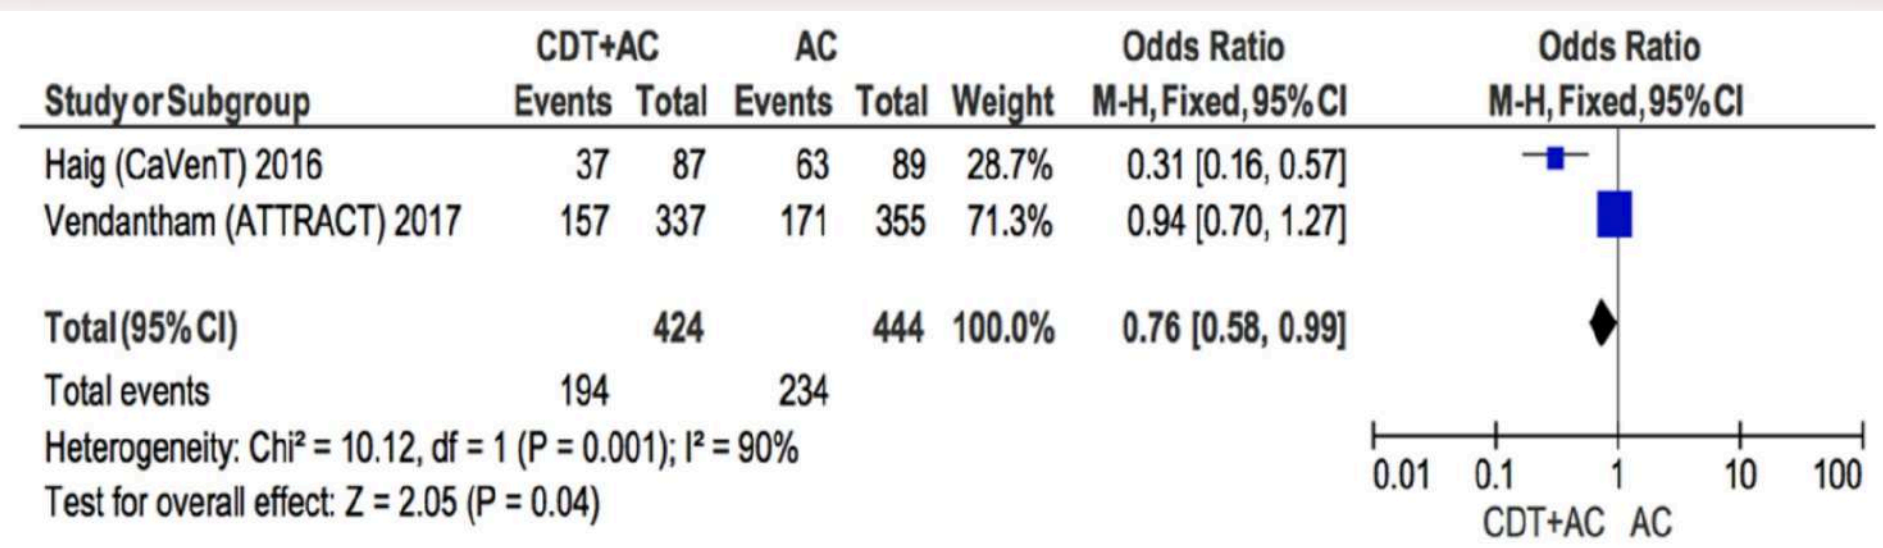 CDT+AC AC Odds Ratio Odds Ratio
Study or Subgroup Events Total Events Total Weight M-H, Fixed, 95% CI M-H, Fixed, 95% CI
Haig (CaVenT) 2016 37 87 63 89 28.7% 0.31 [0.16, 0.57]
Vendantham (ATTRACT) 2017 157 337 171 355 71.3% 0.94 [0.70, 1.27]
Total (95% CI) 424 444 100.0% 0.76 [0.58, 0.99]
Total events 194 234
Heterogeneity: Chi² = 10.12, df = 1 (P = 0.001); I² = 90%
Test for overall effect: Z = 2.05 (P = 0.04)
0.01 0.1 1 10 100
CDT+AC AC